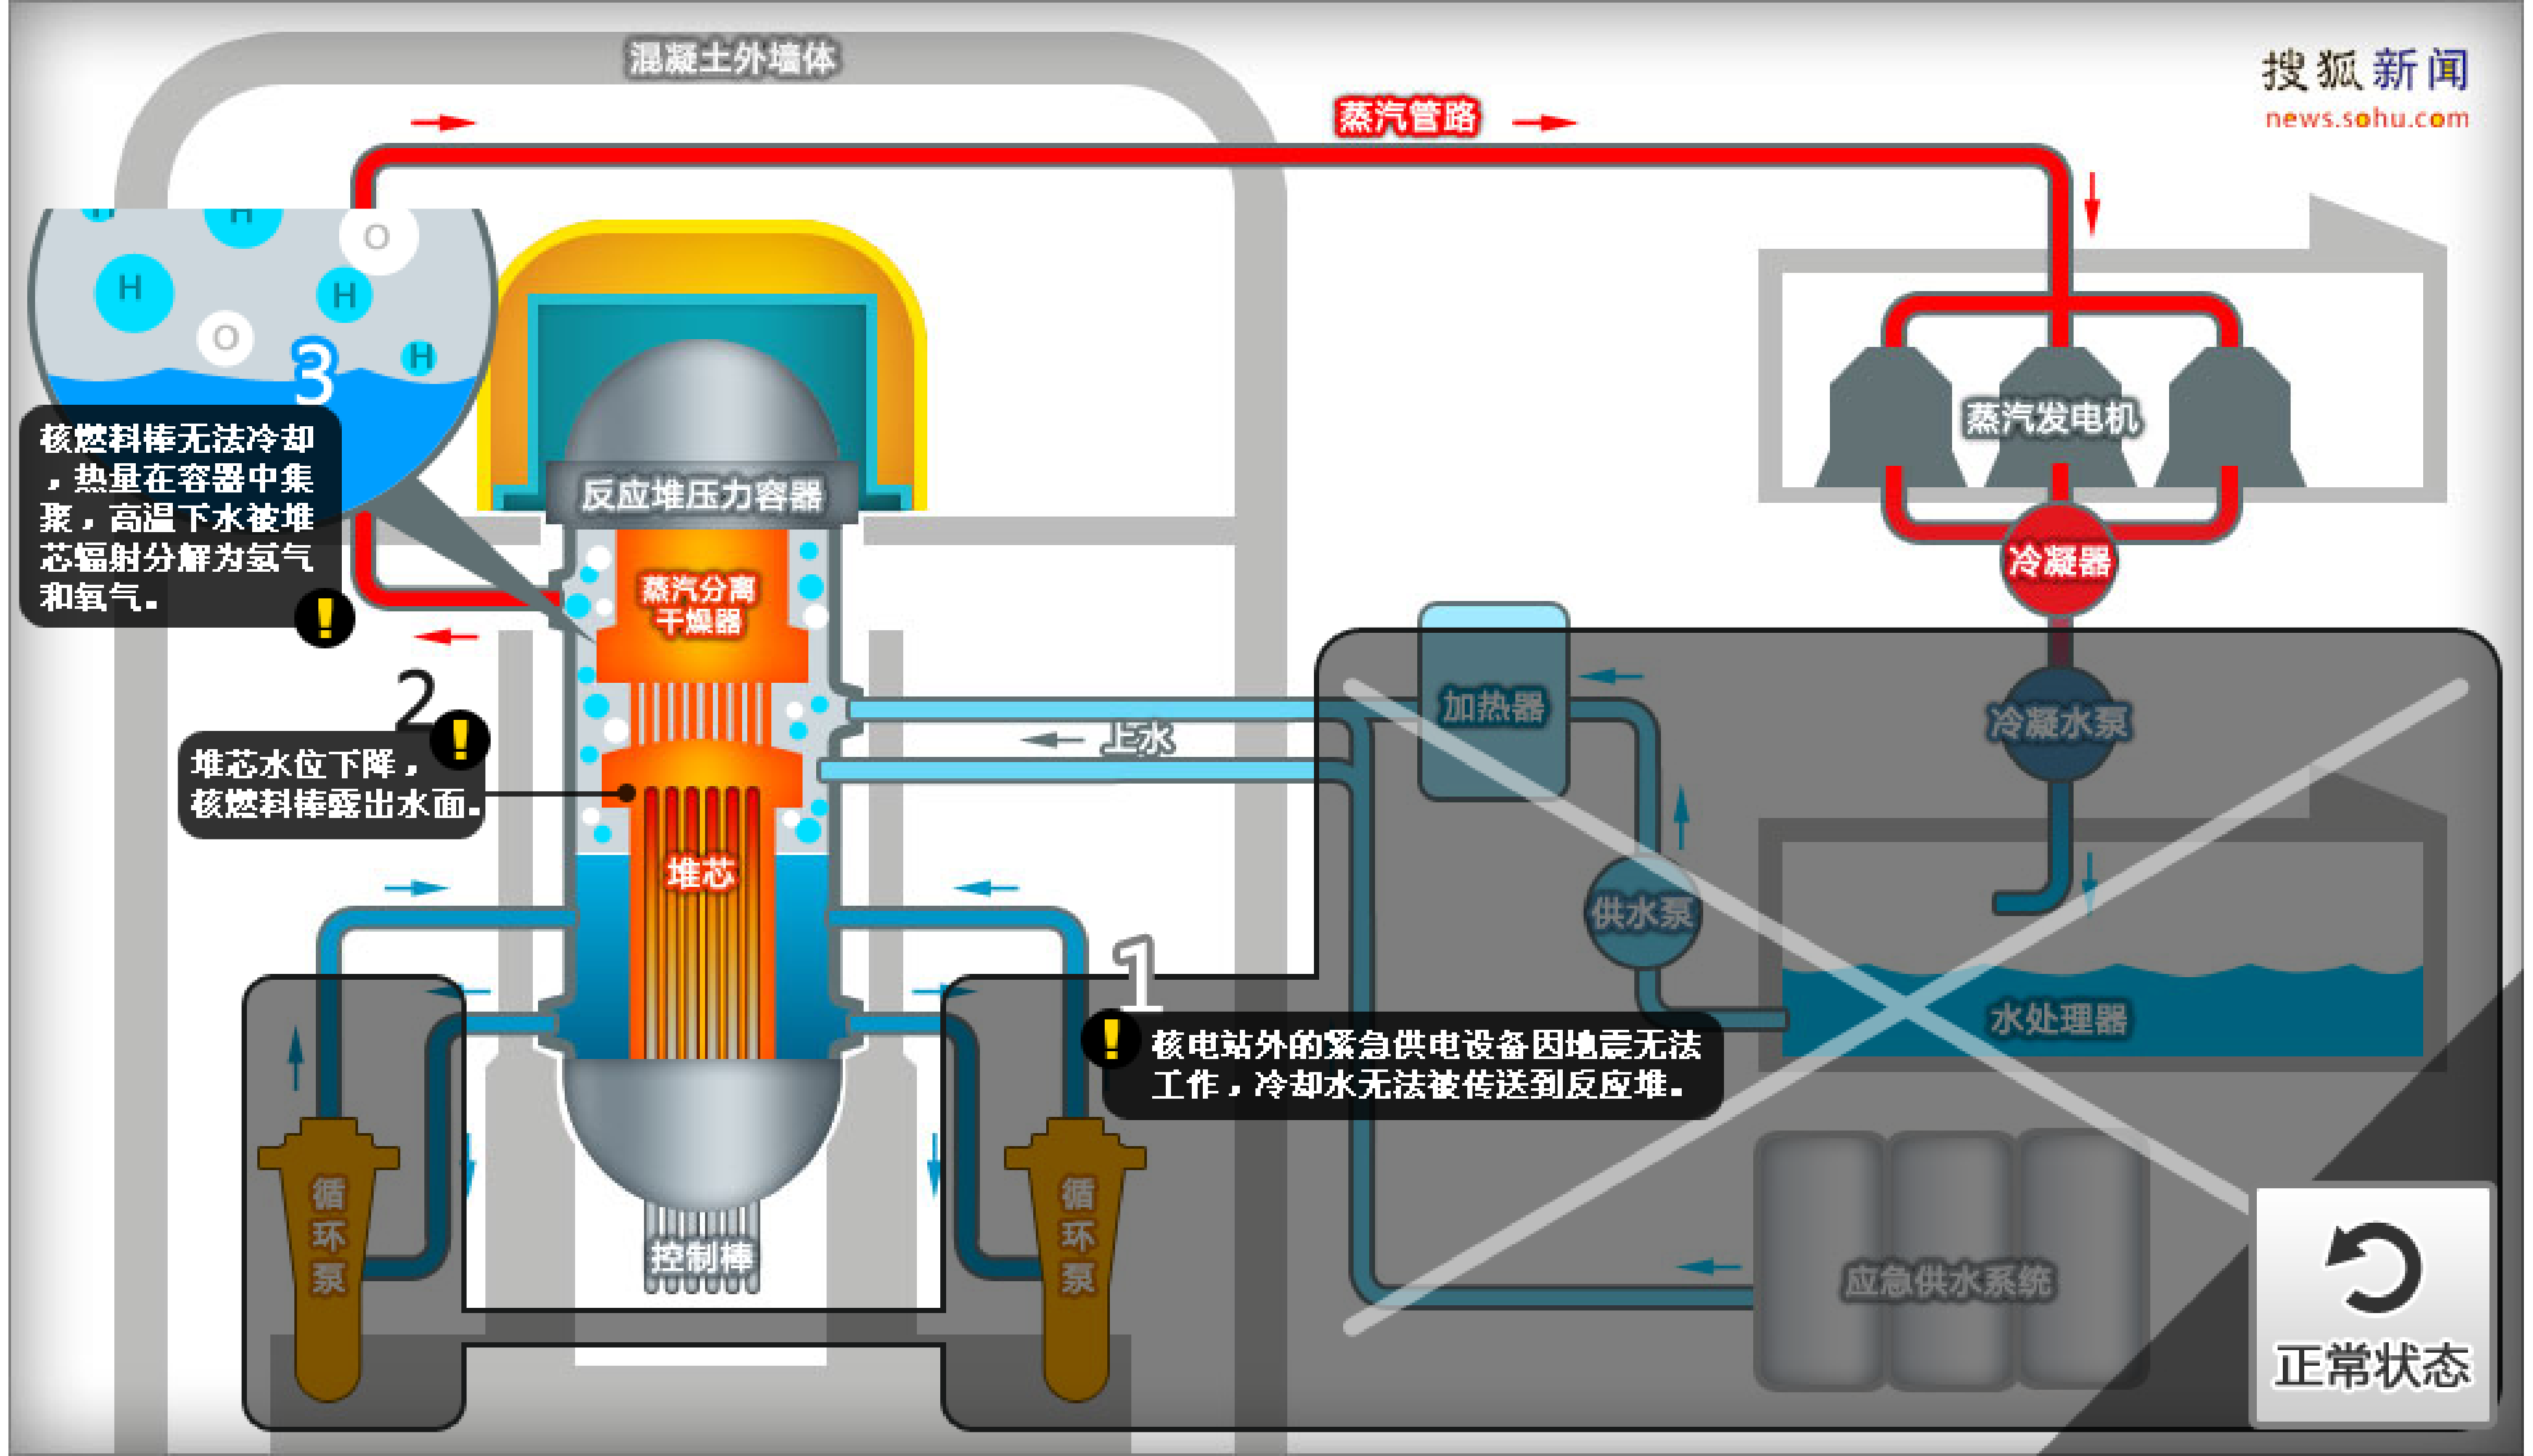 混凝土外墙体
搜狐新闻
news.sohu.com
蒸汽管路
H
H
O
H
H
O
H
3
核燃料棒无法冷却
，热量在容器中集
聚，高温下水被堆
芯辐射分解为氢气
和氧气。
!
反应堆压力容器
蒸汽分离
干燥器
蒸汽发电机
冷凝器
2
!
堆芯水位下降，
核燃料棒露出水面。
上水
加热器
冷凝水泵
堆芯
供水泵
1
!
核电站外的紧急供电设备因地震无法
工作，冷却水无法被传送到反应堆。
水处理器
循
环
泵
控制棒
循
环
泵
应急供水系统
正常状态